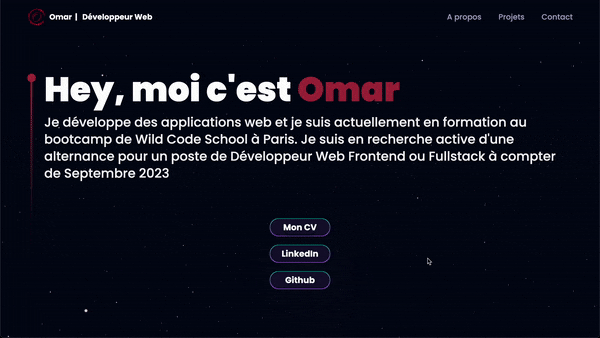 Omar | Développeur Web
A propos Projets Contact
Hey, moi c'est Omar
Je développe des applications web et je suis actuellement en formation au
bootcamp de Wild Code School à Paris. Je suis en recherche active d'une
alternance pour un poste de Développeur Web Frontend ou Fullstack à compter
de Septembre 2023
Mon CV
LinkedIn
Github